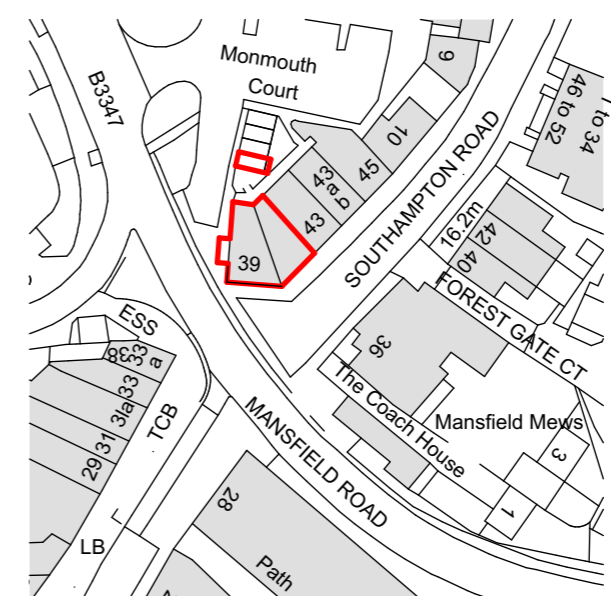 Monmouth
Court
B3347
9
10
45
43
a
b
43
39
SOUTHAMPTON ROAD
46 to 52
to 34
16.2m
42
40
FOREST GATE CT
36
The Coach House
Mansfield Mews
3
1
ESS
38
33
a
33
31a
31
29
TCB
LB
MANSFIELD ROAD
28
Path